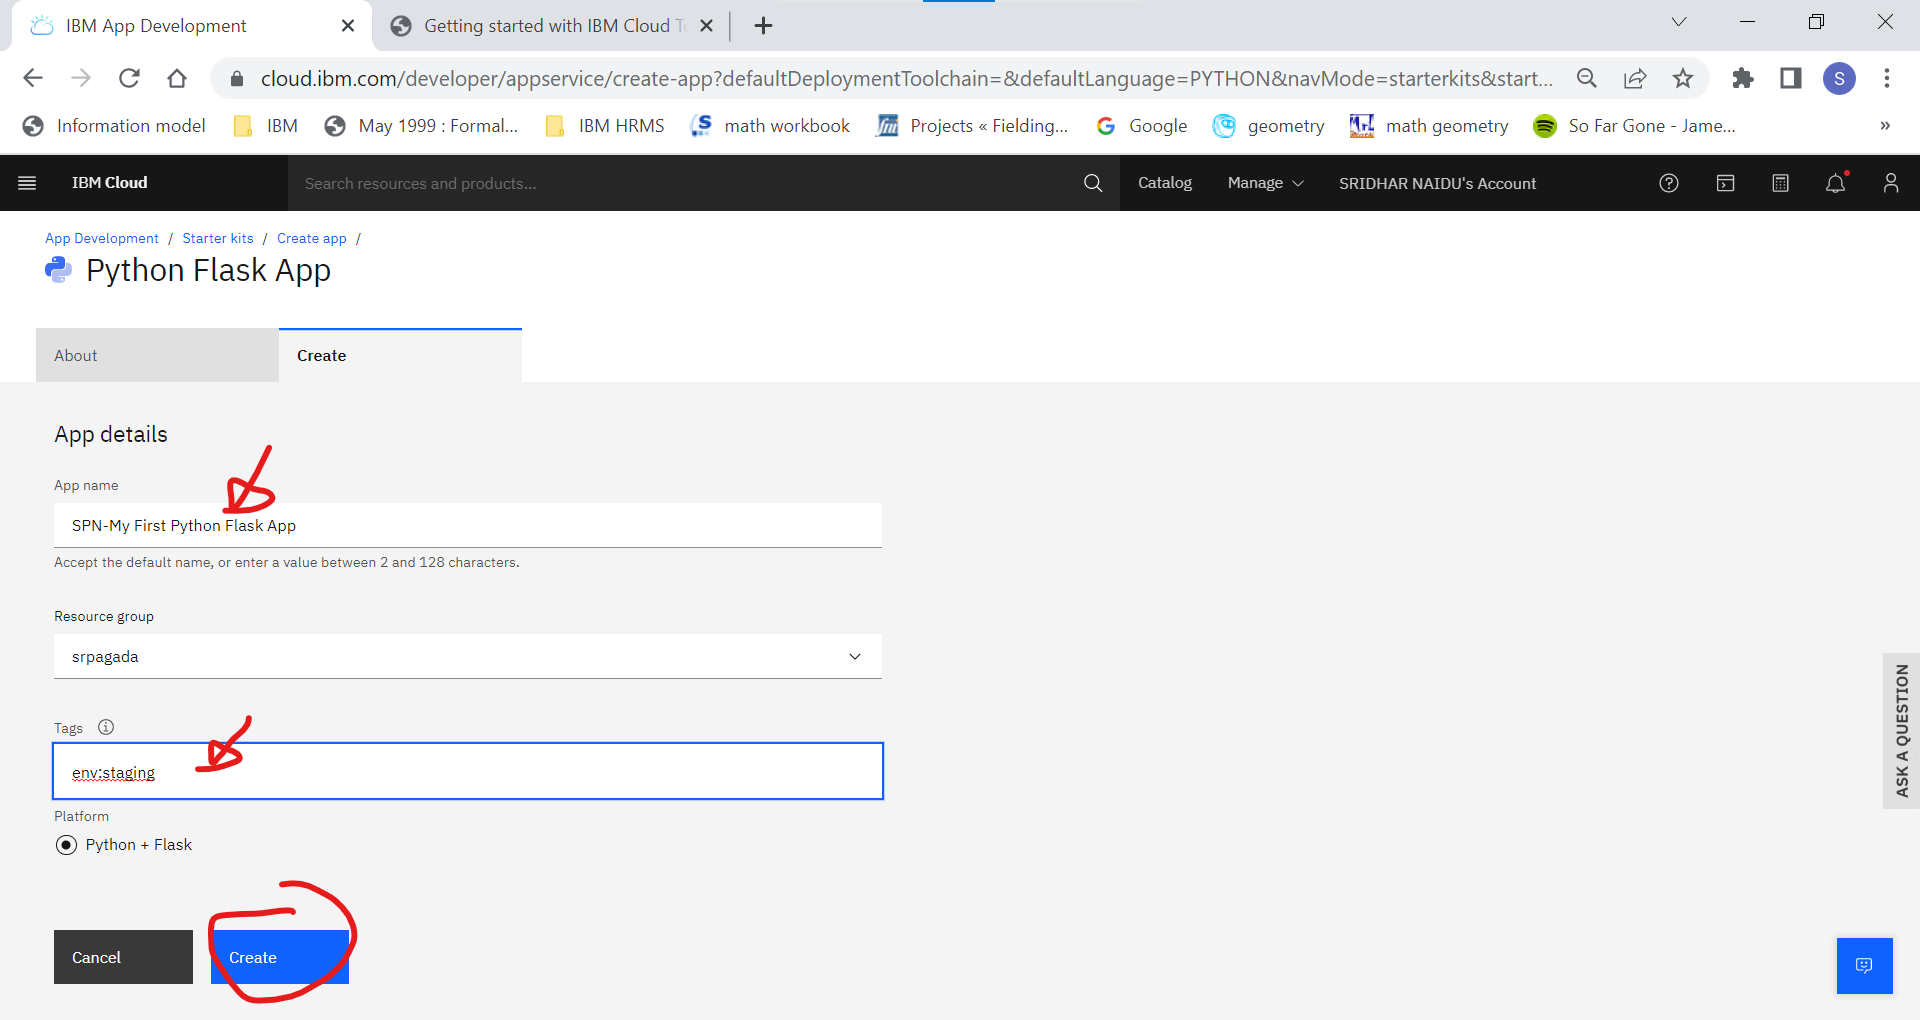 IBM App Development
Getting started with IBM Cloud To
cloud.ibm.com/developer/appservice/create-app?defaultDeploymentToolchain=&defaultLanguage=PYTHON&navMode=starterkits&start...
S
Information model
IBM
May 1999 : Formal...
IBM HRMS
math workbook
Projects « Fielding...
Google
geometry
math geometry
So Far Gone - Jame...
»
IBM Cloud
Search resources and products...
Catalog
Manage
SRIDHAR NAIDU's Account
App Development / Starter kits / Create app /
Python Flask App
About
Create
App details
App name
SPN-My First Python Flask App
Accept the default name, or enter a value between 2 and 128 characters.
Resource group
srpagada
Tags
env:staging
Platform
Python + Flask
Cancel
Create
ASK A QUESTION